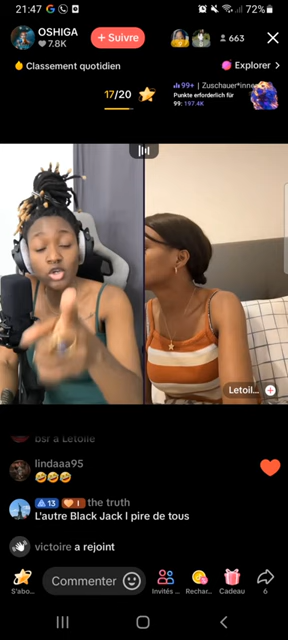 21:47
72%
OSHIGA
7.8K
+ Suivre
663
Classement quotidien
Explorer >
17/20
99+ | Zuschauer*innen
Punkte erforderlich für
99: 197.4K
Letoil...
bsr à Letoile
lindaaa95
🤣🤣🤣
13 I the truth
L'autre Black Jack l pire de tous
victoire a rejoint
S'abo...
Commenter
Invités ...
Rechar...
Cadeau
6